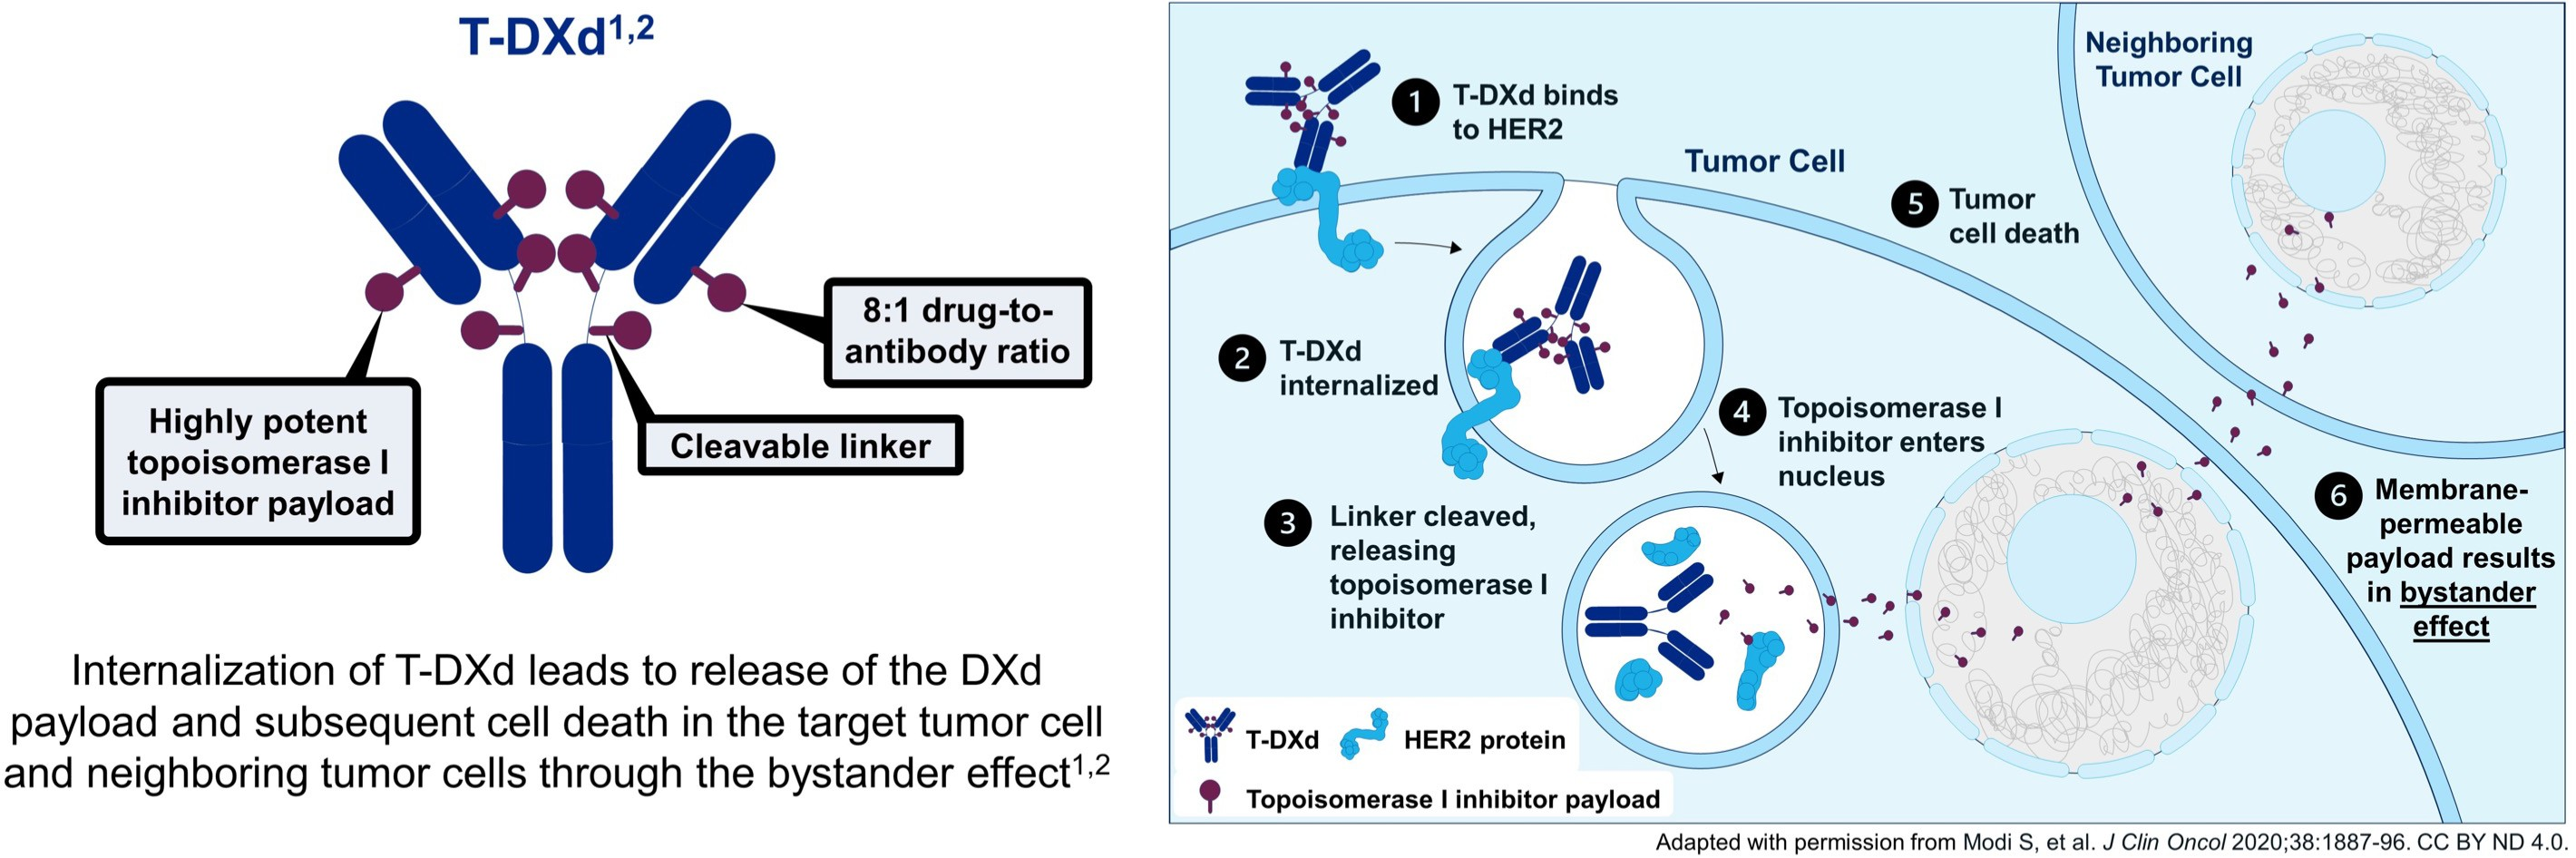 T-DXd1,2
Highly potent
topoisomerase I
inhibitor payload
8:1 drug-to-
antibody ratio
Cleavable linker
Internalization of T-DXd leads to release of the DXd
payload and subsequent cell death in the target tumor cell
and neighboring tumor cells through the bystander effect1,2
1 T-DXd binds
to HER2
Tumor Cell
2 T-DXd
internalized
3 Linker cleaved,
releasing
topoisomerase I
inhibitor
4 Topoisomerase I
inhibitor enters
nucleus
5 Tumor
cell death
Neighboring
Tumor Cell
6 Membrane-
permeable
payload results
in bystander
effect
T-DXd
HER2 protein
Topoisomerase I inhibitor payload
Adapted with permission from Modi S, et al. J Clin Oncol 2020;38:1887-96. CC BY ND 4.0.